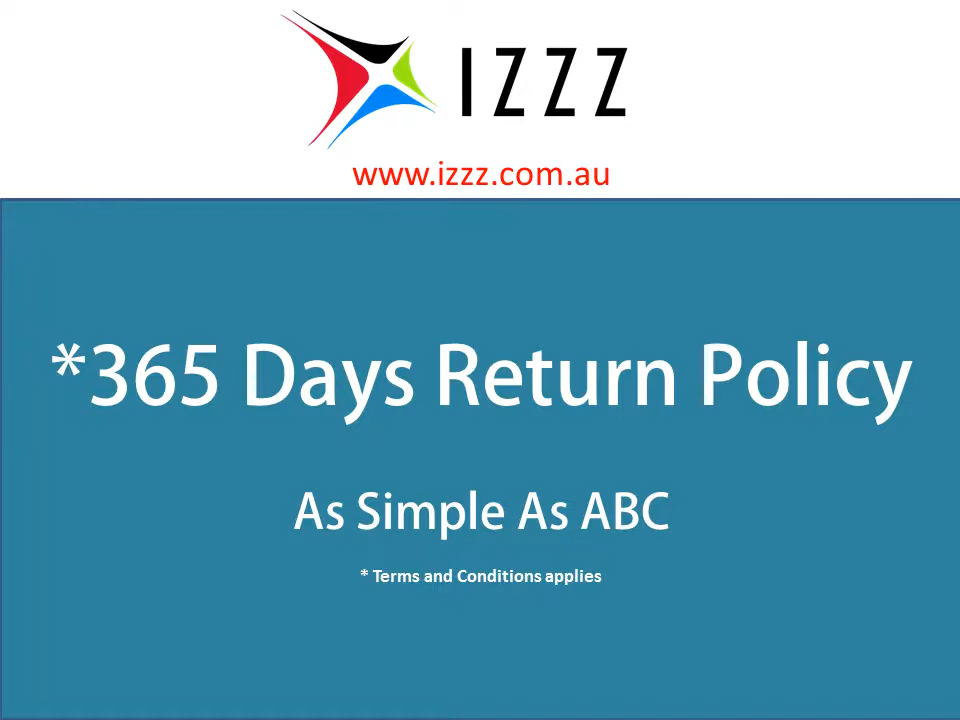 IZZZ
www.izzz.com.au
*365 Days Return Policy
As Simple As ABC
* Terms and Conditions applies